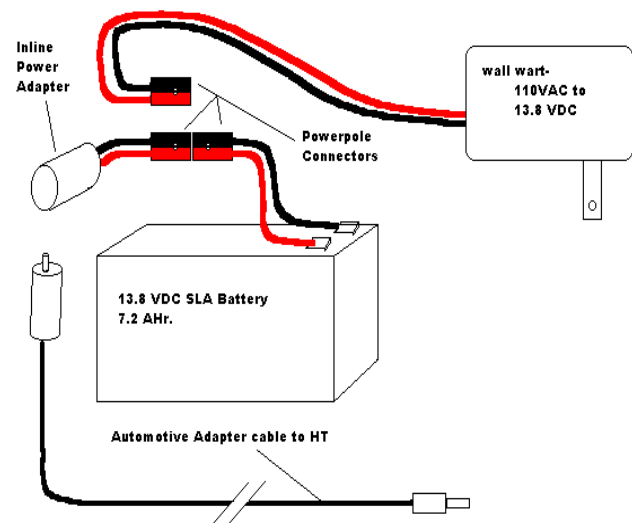 Inline
Power
Adapter
wall wart-
110VAC to
13.8 VDC
Powerpole
Connectors
13.8 VDC SLA Battery
7.2 AHr.
Automotive Adapter cable to HT